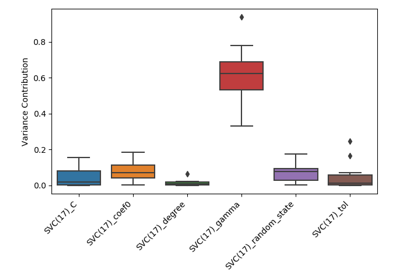 0.8
0.6
0.4
0.2
0.0
Variance Contribution
SVC(17)_C
SVC(17)_coef0
SVC(17)_degree
SVC(17)_gamma
SVC(17)_random_state
SVC(17)_tol